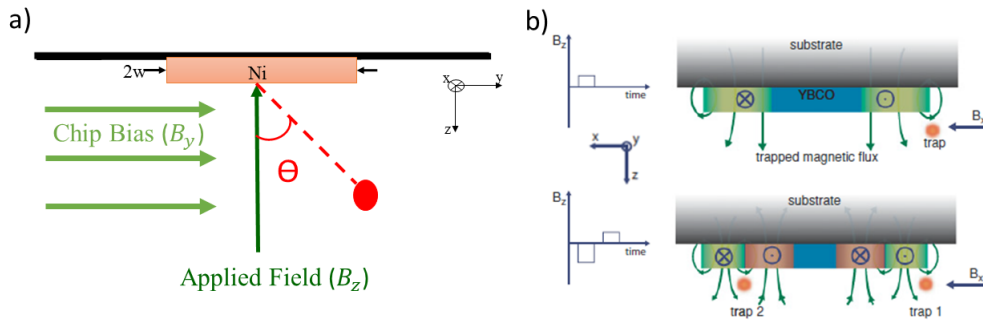 a)
2w
Ni
x
y
z
Chip Bias (B_y)
Θ
Applied Field (B_z)
b)
B_z
time
substrate
YBCO
B_x
trap
trapped magnetic flux
x
y
z
B_z
time
substrate
B_x
trap 2
trap 1